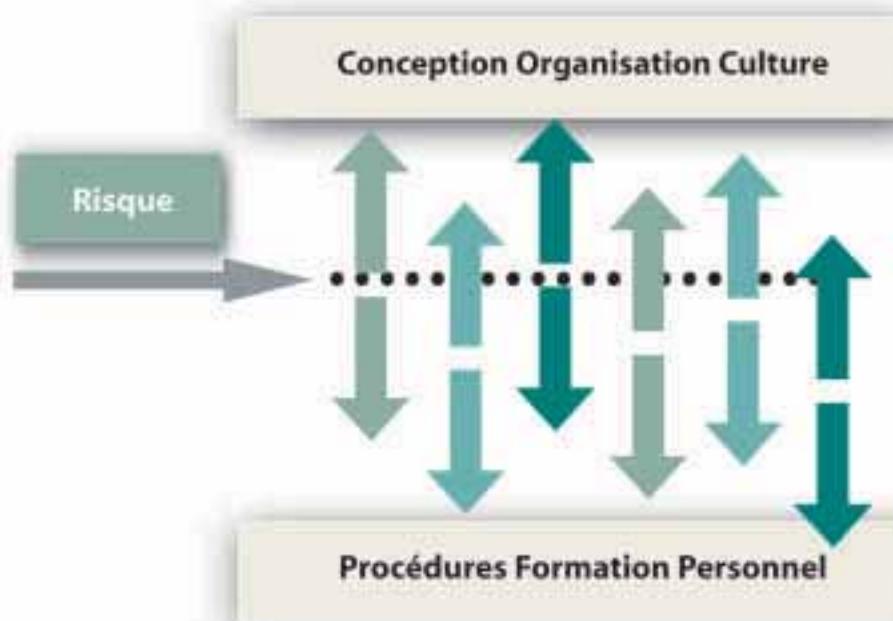 Conception Organisation Culture
Risque
Procédures Formation Personnel